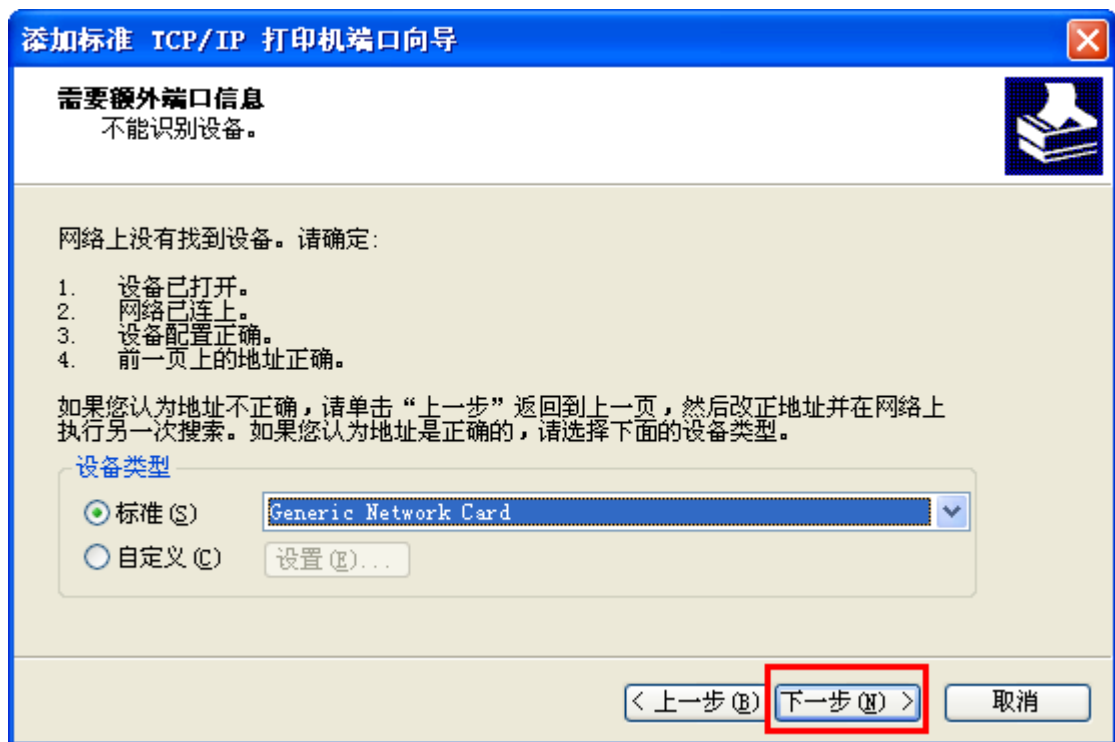 添加标准 TCP/IP 打印机端口向导
需要额外端口信息
不能识别设备。
网络上没有找到设备。请确定:
1. 设备已打开。
2. 网络已连上。
3. 设备配置正确。
4. 前一页上的地址正确。
如果您认为地址不正确，请单击“上一步”返回到上一页，然后改正地址并在网络上
执行另一次搜索。如果您认为地址是正确的，请选择下面的设备类型。
设备类型
标准(S) Generic Network Card
自定义(C) 设置(E)...
< 上一步(B) 下一步(N) > 取消